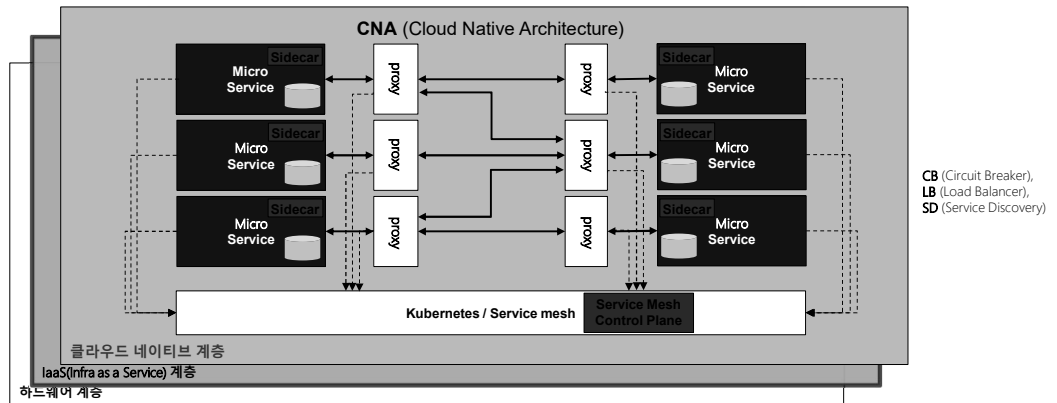 CNA (Cloud Native Architecture)
Sidecar
Micro
Service
proxy
proxy
Sidecar
Micro
Service
Sidecar
Micro
Service
proxy
proxy
Sidecar
Micro
Service
Sidecar
Micro
Service
proxy
proxy
Sidecar
Micro
Service
CB (Circuit Breaker),
LB (Load Balancer),
SD (Service Discovery)
Kubernetes / Service mesh
Service Mesh
Control Plane
클라우드 네이티브 계층
IaaS(Infra as a Service) 계층
하드웨어 계층